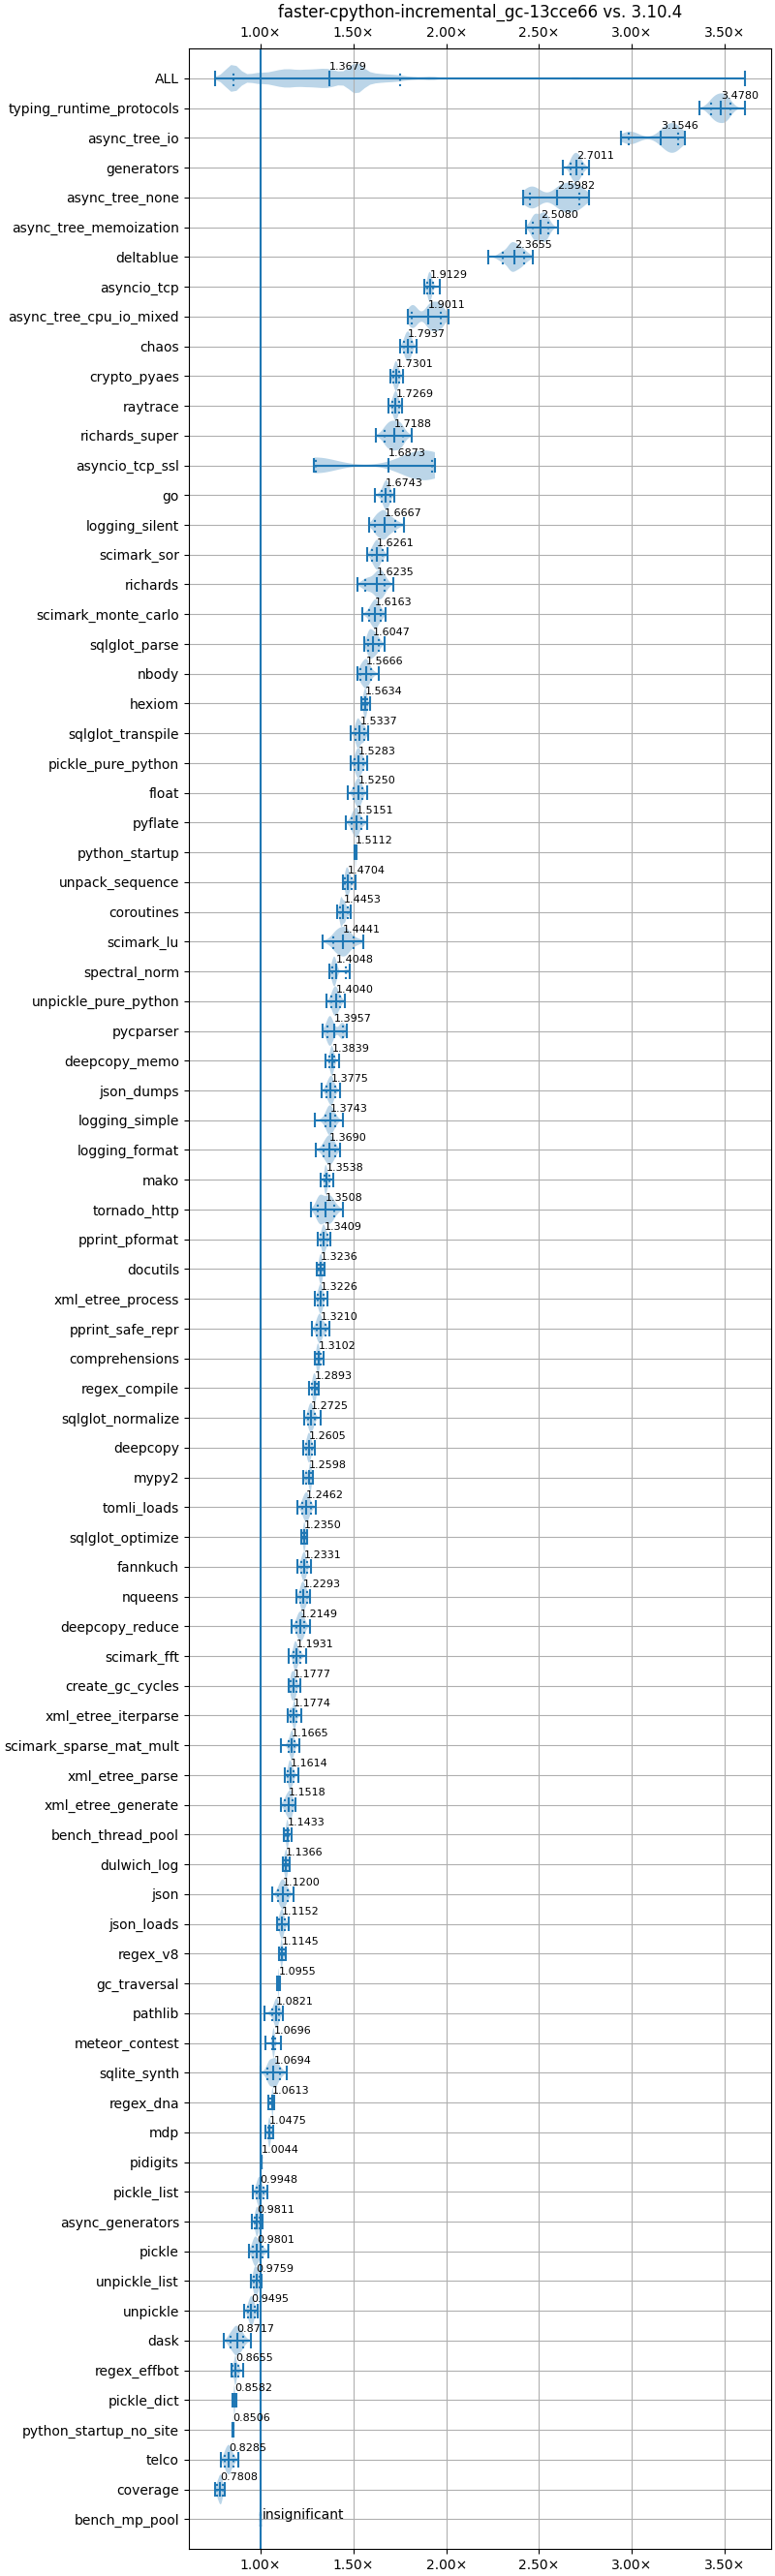 faster-cpython-incremental_gc-13cce66 vs. 3.10.4
1.00× 1.50× 2.00× 2.50× 3.00× 3.50×
ALL 1.3679
typing_runtime_protocols 3.4780
async_tree_io 3.1546
generators 2.7011
async_tree_none 2.5982
async_tree_memoization 2.5080
deltablue 2.3655
asyncio_tcp 1.9129
async_tree_cpu_io_mixed 1.9011
chaos 1.7937
crypto_pyaes 1.7301
raytrace 1.7269
richards_super 1.7188
asyncio_tcp_ssl 1.6873
go 1.6743
logging_silent 1.6667
scimark_sor 1.6261
richards 1.6235
scimark_monte_carlo 1.6163
sqlglot_parse 1.6047
nbody 1.5666
hexiom 1.5634
sqlglot_transpile 1.5337
pickle_pure_python 1.5283
float 1.5250
pyflate 1.5151
python_startup 1.5112
unpack_sequence 1.4704
coroutines 1.4453
scimark_lu 1.4441
spectral_norm 1.4048
unpickle_pure_python 1.4040
pycparser 1.3957
deepcopy_memo 1.3839
json_dumps 1.3775
logging_simple 1.3743
logging_format 1.3690
mako 1.3538
tornado_http 1.3508
pprint_pformat 1.3409
docutils 1.3236
xml_etree_process 1.3226
pprint_safe_repr 1.3210
comprehensions 1.3102
regex_compile 1.2893
sqlglot_normalize 1.2725
deepcopy 1.2605
mypy2 1.2598
tomli_loads 1.2462
sqlglot_optimize 1.2350
fannkuch 1.2331
nqueens 1.2293
deepcopy_reduce 1.2149
scimark_fft 1.1931
create_gc_cycles 1.1777
xml_etree_iterparse 1.1774
scimark_sparse_mat_mult 1.1665
xml_etree_parse 1.1614
xml_etree_generate 1.1518
bench_thread_pool 1.1433
dulwich_log 1.1366
json 1.1200
json_loads 1.1152
regex_v8 1.1145
gc_traversal 1.0955
pathlib 1.0821
meteor_contest 1.0696
sqlite_synth 1.0694
regex_dna 1.0613
mdp 1.0475
pidigits 1.0044
pickle_list 0.9948
async_generators 0.9811
pickle 0.9801
unpickle_list 0.9759
unpickle 0.9495
dask 0.8717
regex_effbot 0.8655
pickle_dict 0.8582
python_startup_no_site 0.8506
telco 0.8285
coverage 0.7808
bench_mp_pool insignificant
1.00× 1.50× 2.00× 2.50× 3.00× 3.50×